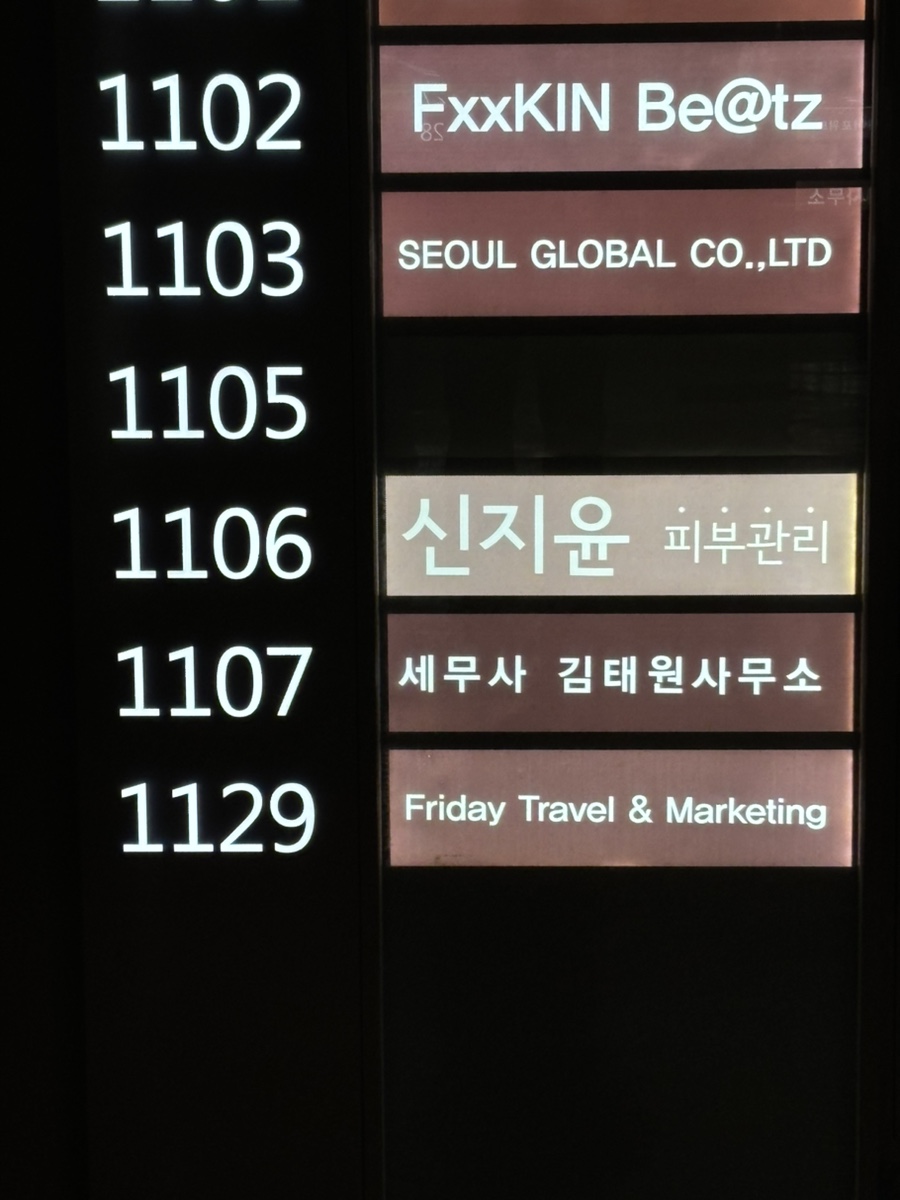 1102 FxxKIN Be@tz
1103 SEOUL GLOBAL CO.,LTD
1105
1106 신지윤 피부관리
1107 세무사 김태원사무소
1129 Friday Travel & Marketing